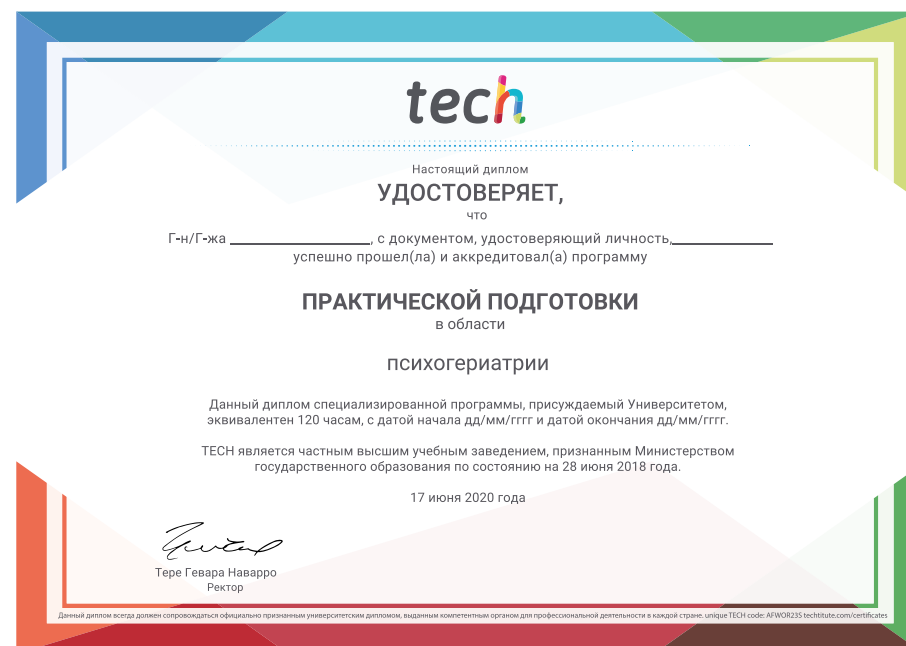 tech
Настоящий диплом
УДОСТОВЕРЯЕТ,
что
Г-н/Г-жа ____________________, с документом, удостоверяющий личность,______________
успешно прошел(ла) и аккредитовал(а) программу
ПРАКТИЧЕСКОЙ ПОДГОТОВКИ
в области
психогериатрии
Данный диплом специализированной программы, присуждаемый Университетом,
эквивалентен 120 часам, с датой начала дд/мм/гггг и датой окончания дд/мм/гггг.
TECH является частным высшим учебным заведением, признанным Министерством
государственного образования по состоянию на 28 июня 2018 года.
17 июня 2020 года
Тере Гевара Наварро
Ректор
Данный диплом всегда должен сопровождаться официально признанным университетским дипломом, выданным компетентным органом для профессиональной деятельности в каждой стране. unique TECH code: AFWOR23S techtitute.com/certificates